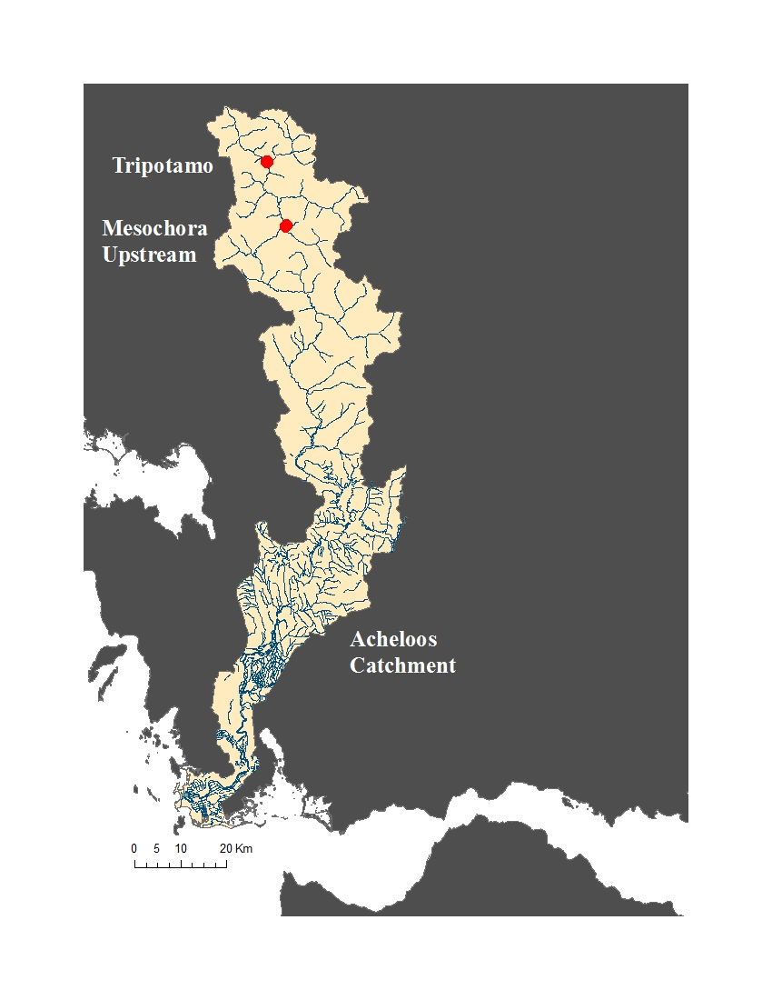 Tripotamo
Mesochora
Upstream
Acheloos
Catchment
0 5 10 20 Km